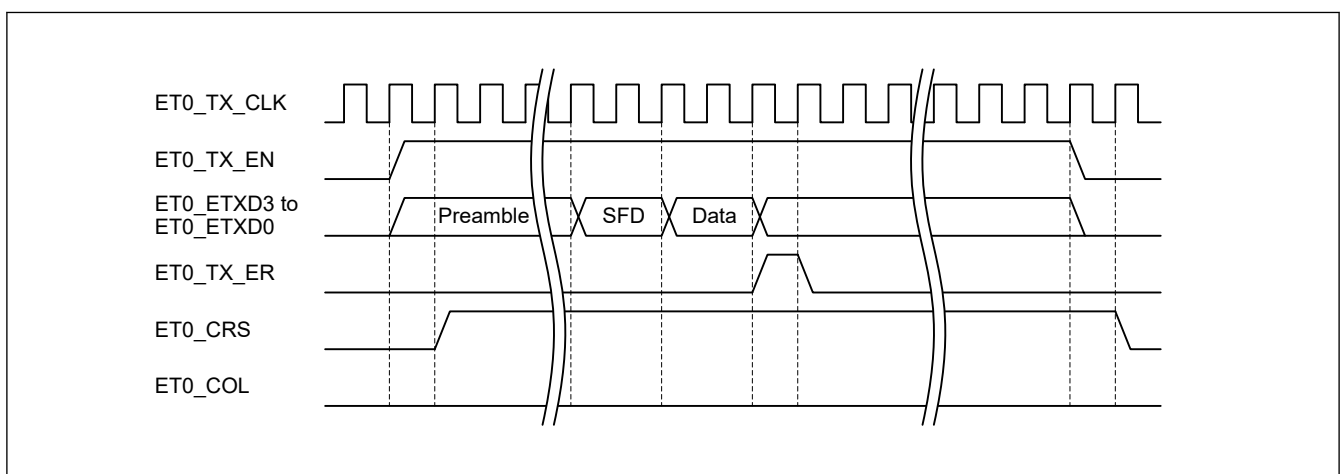 ET0_TX_CLK
ET0_TX_EN
ET0_ETXD3 to
ET0_ETXD0
Preamble
SFD
Data
ET0_TX_ER
ET0_CRS
ET0_COL